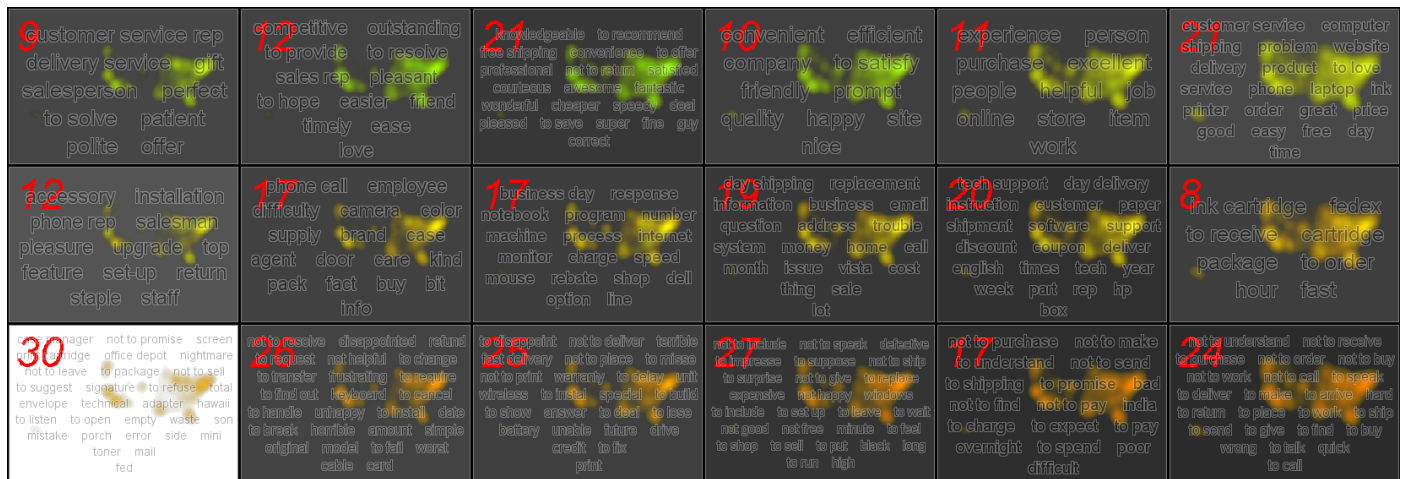 9
customer service rep
delivery service gift
salesperson perfect
to solve patient
polite offer
12
competitive outstanding
to provide to resolve
sales rep pleasant
to hope easier friend
timely ease
love
21
knowledgeable to recommend
free shipping convenience to offer
professional not to return satisfied
courteous awesome fantastic
wonderful cheaper speedy deal
pleased to save super fine guy
correct
10
convenient efficient
company to satisfy
friendly prompt
quality happy site
nice
11
experience person
purchase excellent
people helpful job
online store item
work
21
customer service computer
shipping problem website
delivery product to love
service phone laptop ink
printer order great price
good easy free day
time
12
accessory installation
phone rep salesman
pleasure upgrade top
feature set-up return
staple staff
17
phone call employee
difficulty camera color
supply brand case
agent door care kind
pack fact buy bit
info
17
business day response
notebook program number
machine process internet
monitor charge speed
mouse rebate shop dell
option line
19
day shipping replacement
information business email
question address trouble
system money home call
month issue vista cost
thing sale
lot
20
tech support day delivery
instruction customer paper
shipment software support
discount coupon deliver
english times tech year
week part rep hp
box
8
ink cartridge fedex
to receive cartridge
package to order
hour fast
30
case manager not to promise screen
print cartridge office depot nightmare
not to leave to package not to sell
to suggest signature to refuse total
envelope technical adapter hawaii
to listen to open empty waste son
mistake porch error side mini
toner mail
fed
26
not to resolve disappointed refund
to request not helpful to change
to transfer frustrating to require
to find out keyboard to cancel
to handle unhappy to install date
to break horrible amount simple
original model to fail worst
cable card
25
to disappoint not to deliver terrible
fast delivery not to place to misse
not to print warranty to delay unit
wireless to instal special to build
to show answer to deal to lose
battery unable future drive
credit to fix
print
27
not to include not to speak defective
to impresse to suppose not to ship
to surprise not to give to replace
expensive not happy windows
to include to set up to leave to wait
not good not free minute to feel
to shop to sell to put black long
to run high
17
not to purchase not to make
to understand not to send
to shipping to promise bad
not to find not to pay india
to charge to expect to pay
overnight to spend poor
difficult
24
not to understand not to receive
to purchase not to order not to buy
not to work not to call to speak
to deliver to make to arrive hard
to return to place to work to ship
to send to give to find to buy
wrong to talk quick
to call